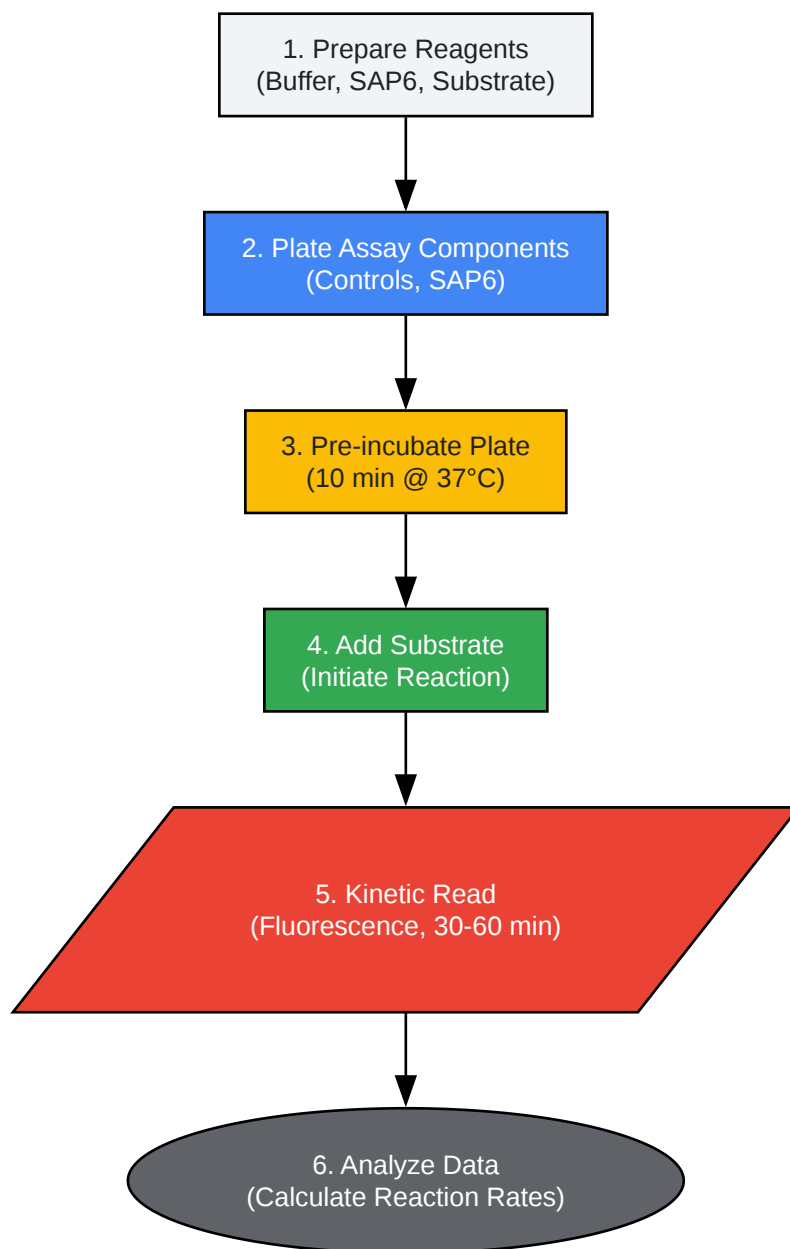 1. Prepare Reagents
(Buffer, SAP6, Substrate)
2. Plate Assay Components
(Controls, SAP6)
3. Pre-incubate Plate
(10 min @ 37°C)
4. Add Substrate
(Initiate Reaction)
5. Kinetic Read
(Fluorescence, 30-60 min)
6. Analyze Data
(Calculate Reaction Rates)